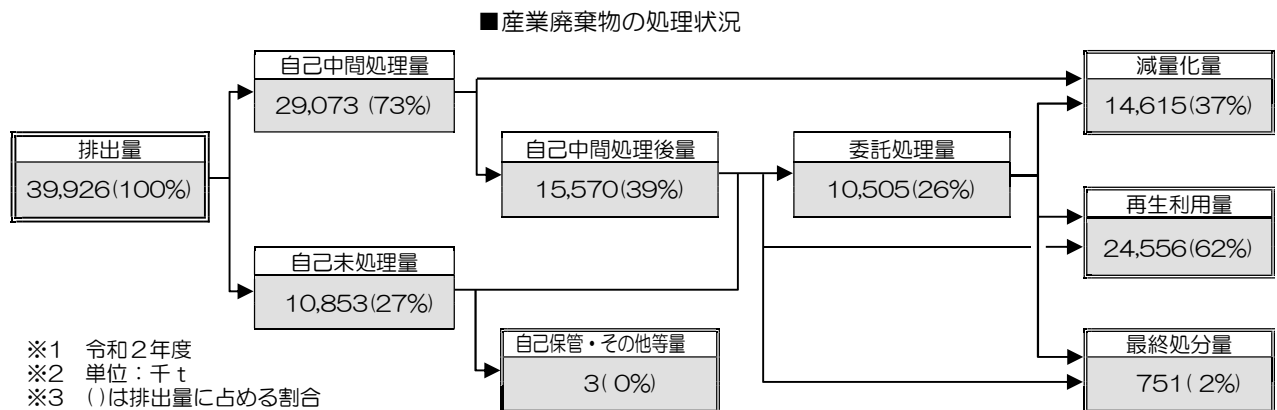 ■産業廃棄物の処理状況
自己中間処理量
29,073 (73%)
減量化量
14,615(37%)
排出量
39,926(100%)
自己中間処理後量
15,570(39%)
委託処理量
10,505(26%)
再生利用量
24,556(62%)
自己未処理量
10,853(27%)
自己保管・その他等量
3( 0%)
最終処分量
751( 2%)
※1 令和2年度
※2 単位:千t
※3 ()は排出量に占める割合